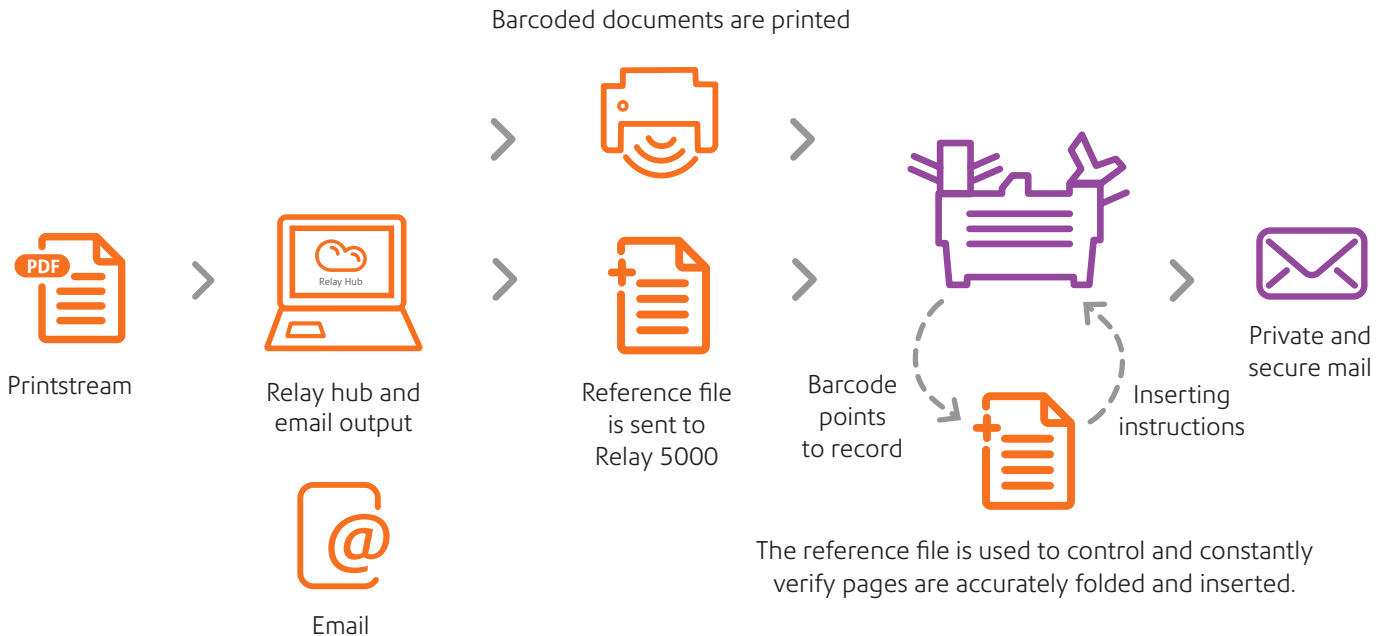 Barcoded documents are printed
PDF
Printstream
Relay Hub
Relay hub and
email output
@
Email
Reference file
is sent to
Relay 5000
Barcode
points
to record
Inserting
instructions
Private and
secure mail
The reference file is used to control and constantly
verify pages are accurately folded and inserted.